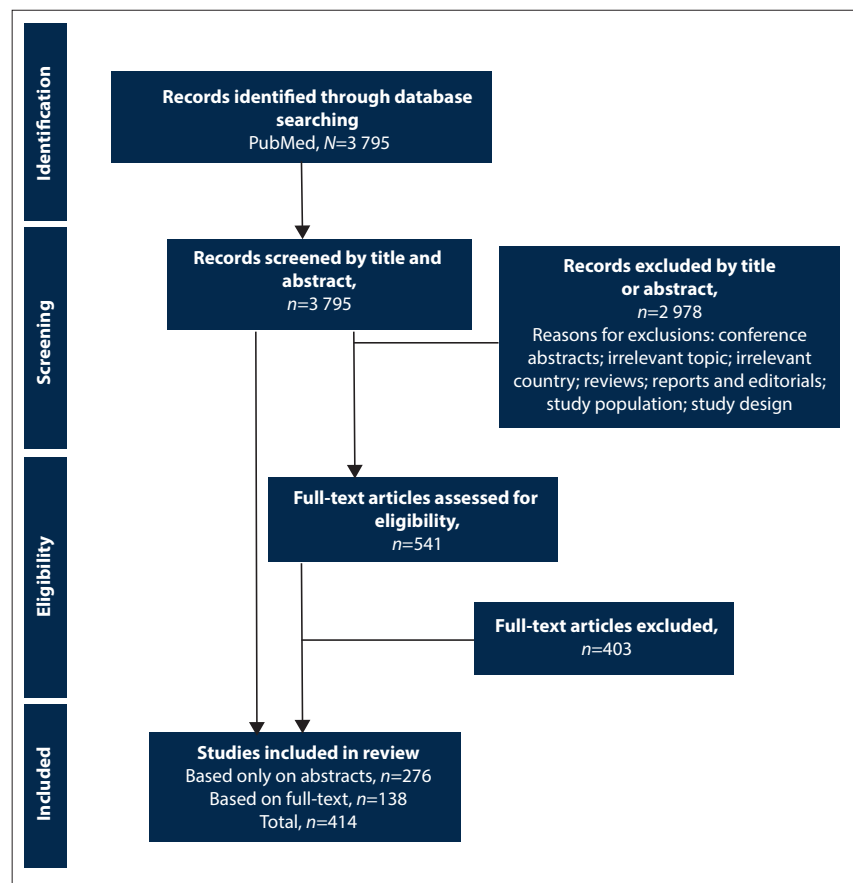 Identification
Records identified through database
searching
PubMed, N=3 795
Screening
Records screened by title and
abstract,
n=3 795
Records excluded by title
or abstract,
n=2 978
Reasons for exclusions: conference
abstracts; irrelevant topic; irrelevant
country; reviews; reports and editorials;
study population; study design
Eligibility
Full-text articles assessed for
eligibility,
n=541
Full-text articles excluded,
n=403
Included
Studies included in review
Based only on abstracts, n=276
Based on full-text, n=138
Total, n=414